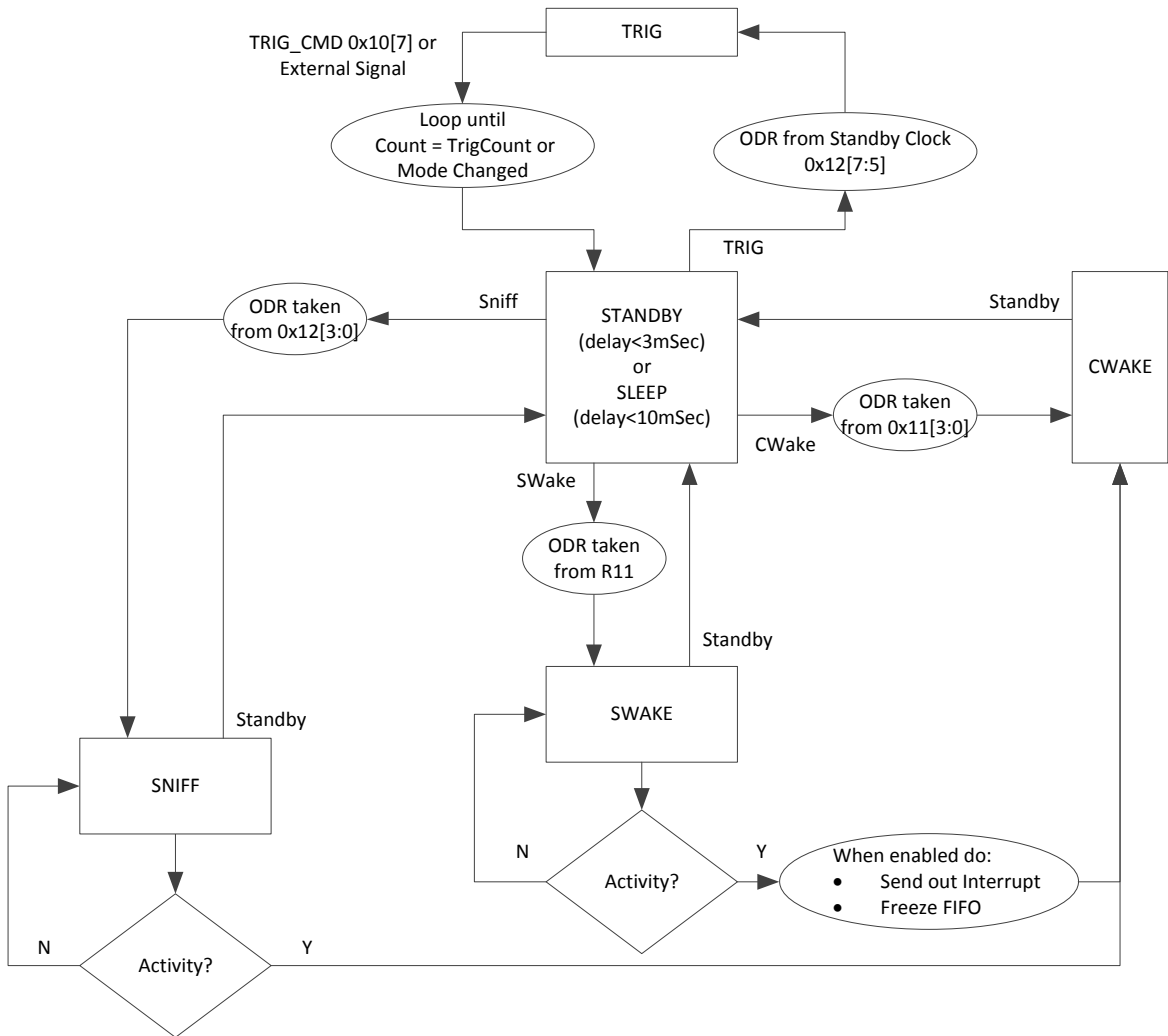 TRIG
TRIG_CMD 0x10[7] or
External Signal
Loop until
Count = TrigCount or
Mode Changed
ODR from Standby Clock
0x12[7:5]
TRIG
Sniff
ODR taken
from 0x12[3:0]
STANDBY
(delay<3mSec)
or
SLEEP
(delay<10mSec)
Standby
CWAKE
ODR taken
from 0x11[3:0]
CWake
SWake
ODR taken
from R11
Standby
SWAKE
Standby
SNIFF
N
Activity?
Y
When enabled do:
• Send out Interrupt
• Freeze FIFO
N
Activity?
Y